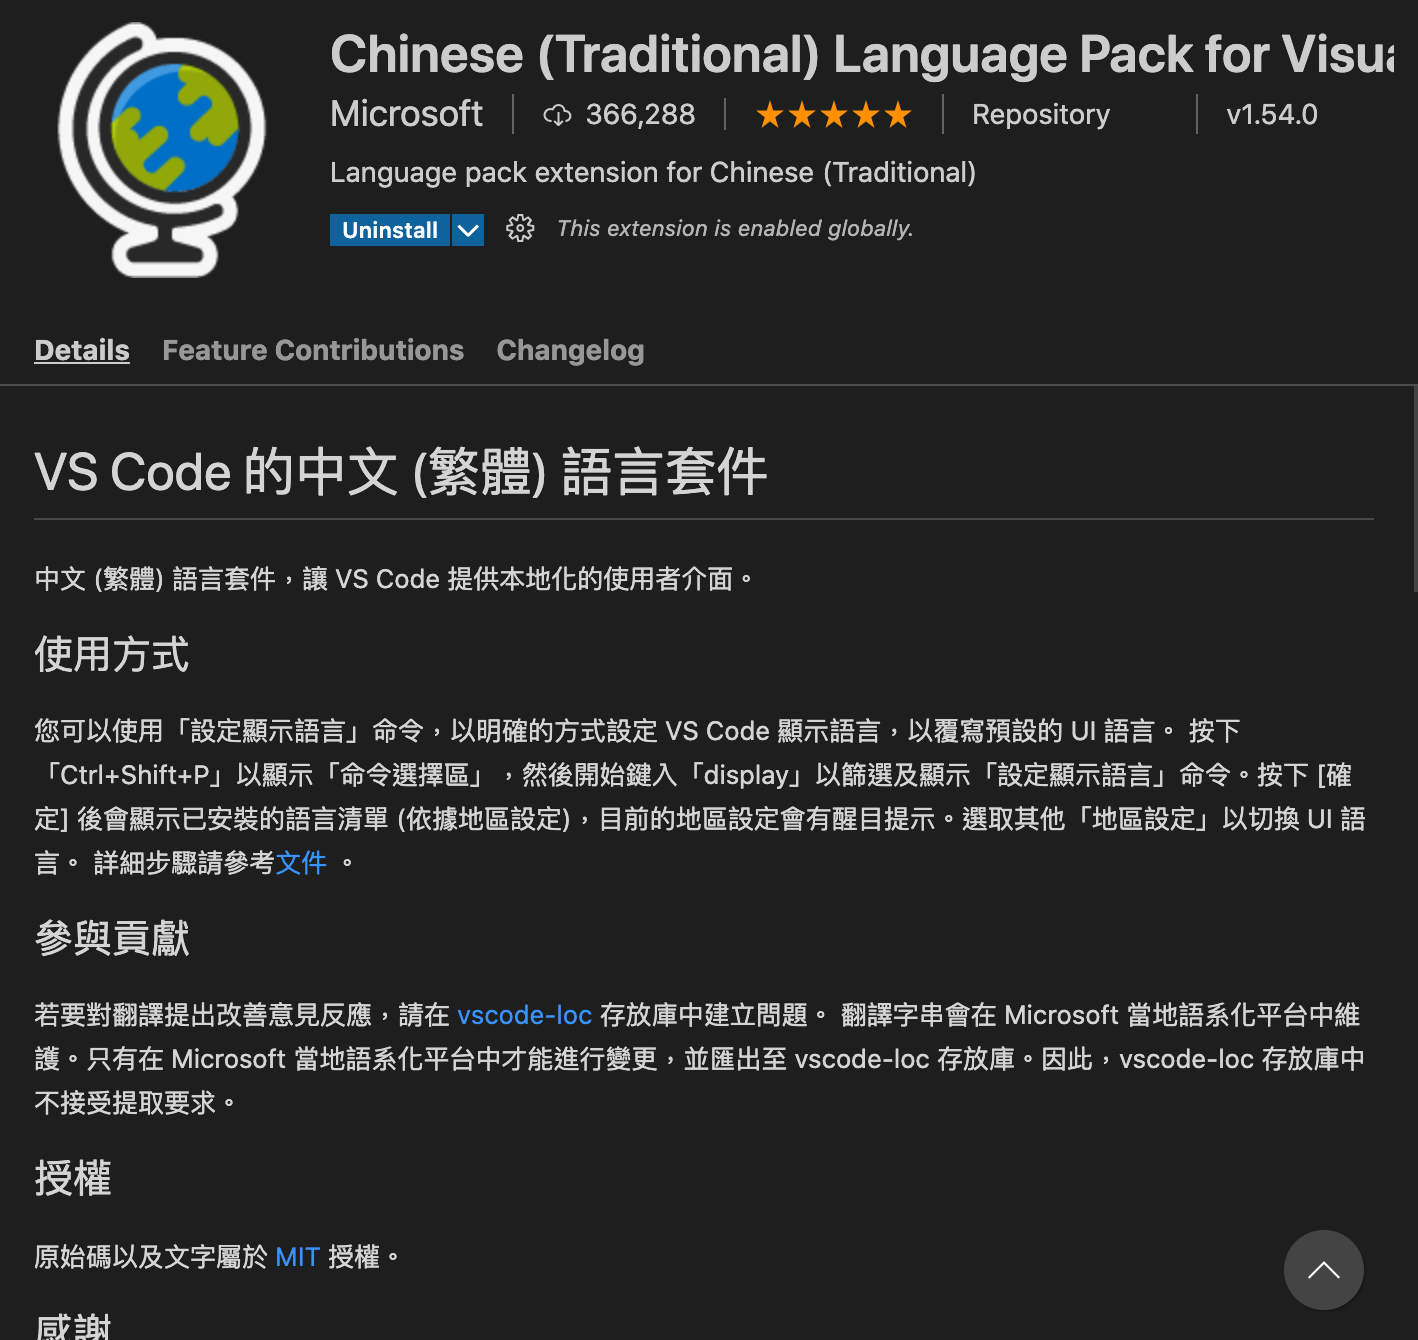 Chinese (Traditional) Language Pack for Visua
Microsoft 366,288 ★★★★★ Repository v1.54.0
Language pack extension for Chinese (Traditional)
Uninstall This extension is enabled globally.
Details Feature Contributions Changelog
VS Code 的中文 (繁體) 語言套件
中文 (繁體) 語言套件，讓 VS Code 提供本地化的使用者介面。
使用方式
您可以使用「設定顯示語言」命令，以明確的方式設定 VS Code 顯示語言，以覆寫預設的 UI 語言。 按下
「Ctrl+Shift+P」以顯示「命令選擇區」，然後開始鍵入「display」以篩選及顯示「設定顯示語言」命令。按下 [確
定] 後會顯示已安裝的語言清單 (依據地區設定)，目前的地區設定會有醒目提示。選取其他「地區設定」以切換 UI 語
言。 詳細步驟請參考文件 。
參與貢獻
若要對翻譯提出改善意見反應，請在 vscode-loc 存放庫中建立問題。 翻譯字串會在 Microsoft 當地語系化平台中維
護。只有在 Microsoft 當地語系化平台中才能進行變更，並匯出至 vscode-loc 存放庫。因此，vscode-loc 存放庫中
不接受提取要求。
授權
原始碼以及文字屬於 MIT 授權。
感謝